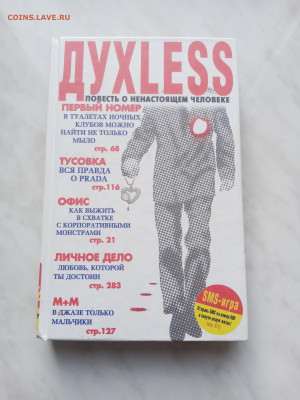 COINS.LAVE.RU
ДУХLESS
ПОВЕСТЬ О НЕНАСТОЯЩЕМ ЧЕЛОВЕКЕ
ПЕРВЫЙ НОМЕР
В ТУАЛЕТАХ НОЧНЫХ
КЛУБОВ МОЖНО
НАЙТИ НЕ ТОЛЬКО
МЫЛО
стр. 68
ТУСОВКА
ВСЯ ПРАВДА
О PRADA
стр.116
ОФИС
КАК ВЫЖИТЬ
В СХВАТКЕ
С КОРПОРАТИВНЫМИ
МОНСТРАМИ
стр. 21
ЛИЧНОЕ ДЕЛО
ЛЮБОВЬ, КОТОРОЙ
ТЫ ДОСТОИН
стр. 283
М+М
В ДЖАЗЕ ТОЛЬКО
МАЛЬЧИКИ
стр.127
SMS-игра